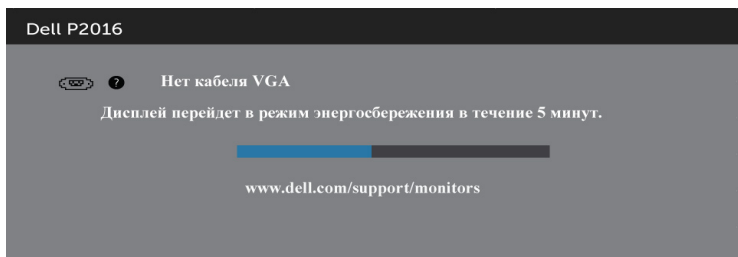 Dell P2016
? Нет кабеля VGA
Дисплей перейдет в режим энергосбережения в течение 5 минут.
www.dell.com/support/monitors